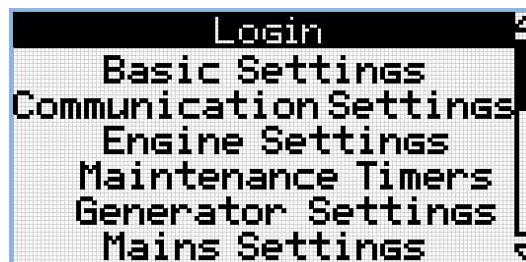 Login
Basic Settings
Communication Settings
Engine Settings
Maintenance Timers
Generator Settings
Mains Settings